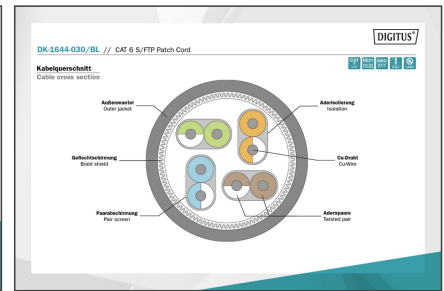 DIGITUS®
DK-1644-030/BL // CAT 6 S/FTP Patch Cord
Kabelquerschnitt
Cable cross section
Außenmantel
Outer jacket
Aderisolierung
Isolation
Geflechtschirmung
Braid shield
Cu-Draht
Cu-Wire
Paarabschirmung
Pair screen
Adernpaare
Twisted pair